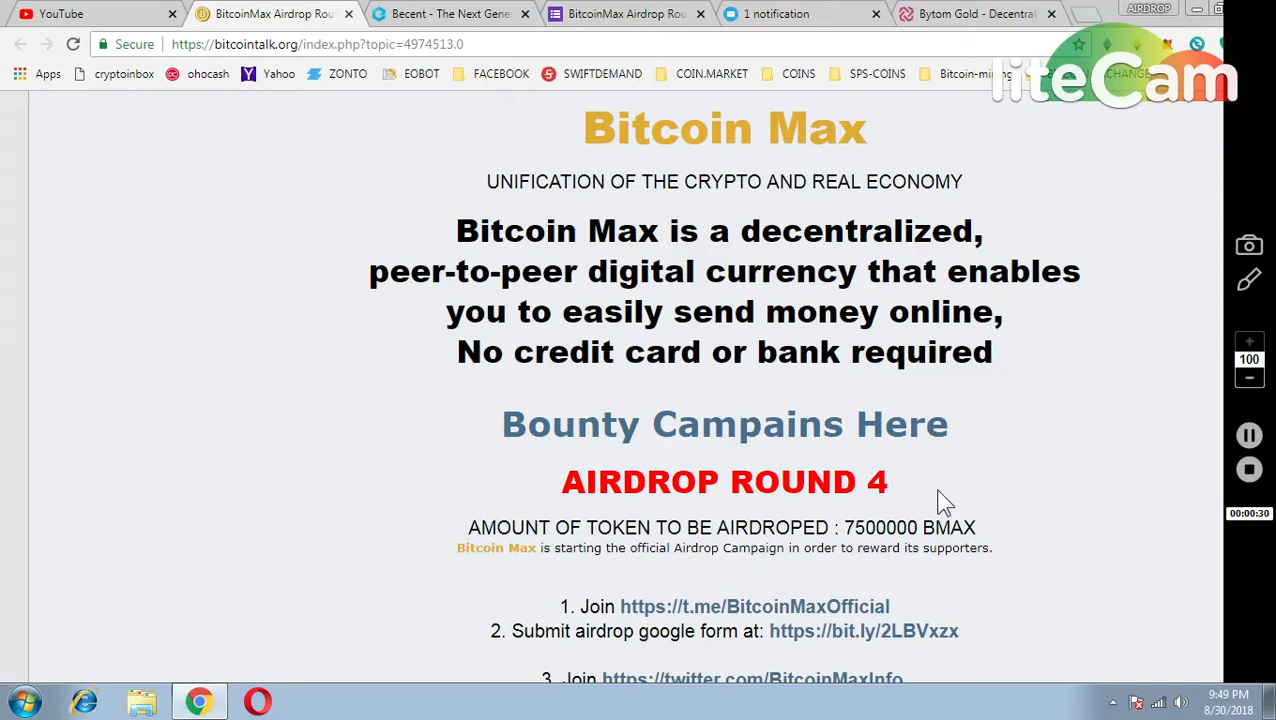 YouTube
BitcoinMax Airdrop Rou
Becent - The Next Gene
BitcoinMax Airdrop Ro
1 notification
Bytom Gold - Decentral
AIRDROP
Secure
https://bitcointalk.org/index.php?topic=4974513.0
Apps
cryptoinbox
ohocash
Yahoo
ZONT
EOBOT
FACEBOOK
SWIFTDEMAND
COIN.MARKET
COINS
SPS-COINS
liteCam
Bitcoin Max
UNIFICATION OF THE CRYPTO AND REAL ECONOMY
Bitcoin Max is a decentralized,
peer-to-peer digital currency that enables
you to easily send money online,
No credit card or bank required
Bounty Campains Here
AIRDROP ROUND 4
AMOUNT OF TOKEN TO BE AIRDROPED : 7500000 BMAX
Bitcoin Max is starting the official Airdrop Campaign in order to reward its supporters.
1. Join https://t.me/BitcoinMaxOfficial
2. Submit airdrop google form at: https://bit.ly/2LBVxzx
3. Join https://twitter.com/BitcoinMaxInfo
100
00:00:30
9:49 PM
8/30/2018